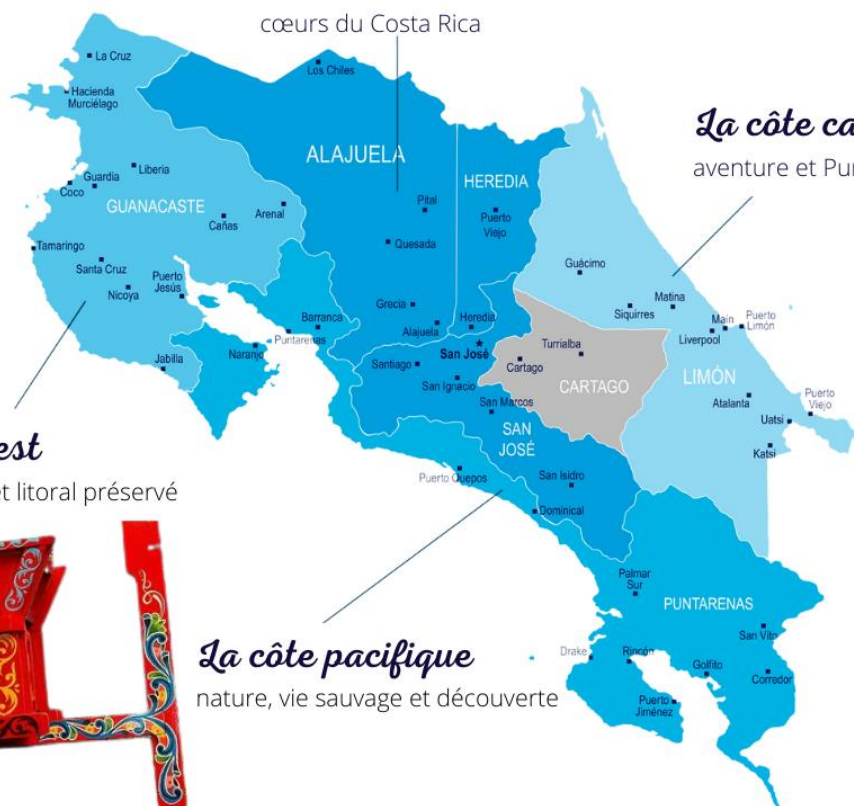 cœurs du Costa Rica
La Cruz
Los Chiles
Hacienda
Murciélago
La côte ca
aventure et Pu
ALAJUELA
HEREDIA
Liberia
Guardia
Coco
GUANACASTE
Cañas
Arenal
Pital
Puerto
Viejo
Quesada
Tamaringo
Santa Cruz
Nicoya
Puerto
Jesús
Guácimo
Siquirres
Matina
Main
Puerto
Limón
Liverpool
Grecia
Alajuela
Heredia
Barranca
Puntarenas
Naranjo
Jabilla
San José
Santiago
San Ignacio
Cartago
Turrialba
CARTAGO
LIMÓN
Atalanta
Puerto
Viejo
Uatsi
Katsi
San Marcos
SAN
JOSÉ
est
et litoral préservé
Puerto Quepos
San Isidro
Dominical
Palmar
Sur
PUNTARENAS
San Vito
La côte pacifique
nature, vie sauvage et découverte
Drake
Rincón
Golfito
Corredor
Puerto
Jiménez